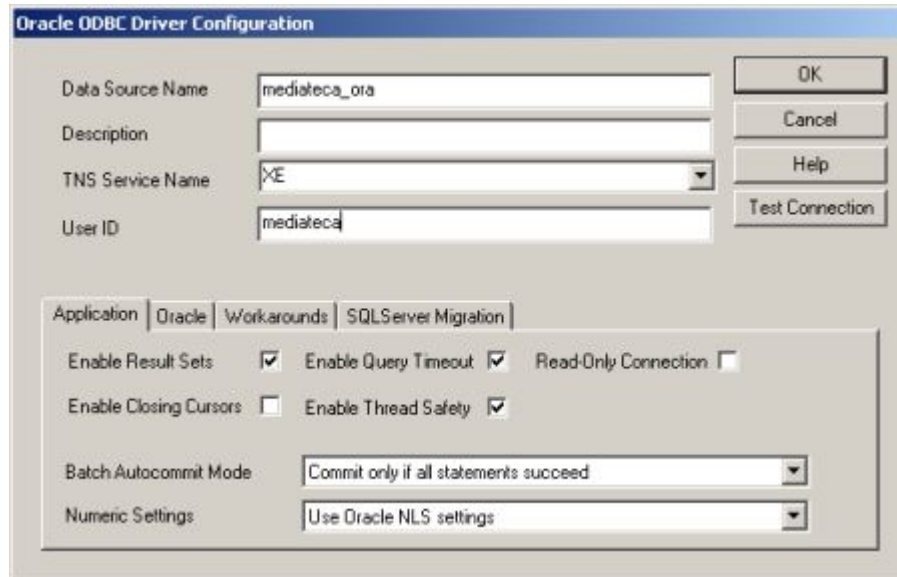 Oracle ODBC Driver Configuration
Data Source Name mediateca_ora OK
Description Cancel
TNS Service Name XE Help
User ID mediateca Test Connection
Application Oracle Workarounds SQLServer Migration
Enable Result Sets Enable Query Timeout Read-Only Connection
Enable Closing Cursors Enable Thread Safety
Batch Autocommit Mode Commit only if all statements succeed
Numeric Settings Use Oracle NLS settings